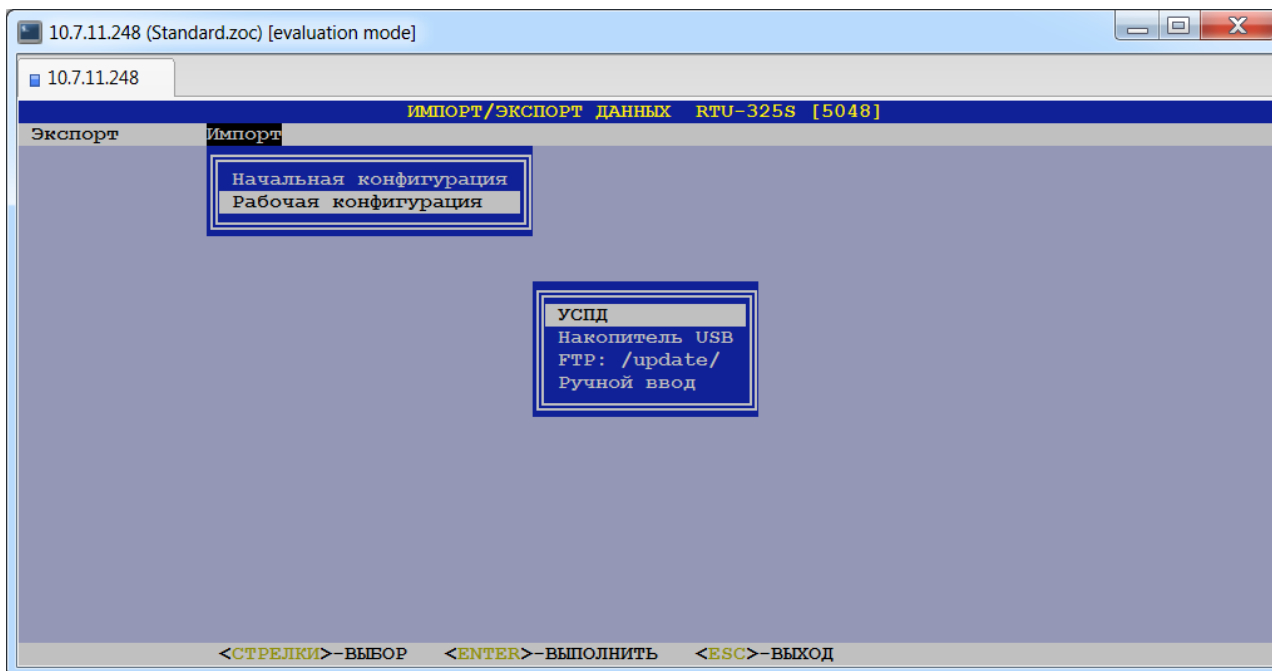 10.7.11.248 (Standard.zoc) [evaluation mode]
10.7.11.248
ИМПОРТ/ЭКСПОРТ ДАННЫХ RTU-325S [5048]
Экспорт Импорт
Начальная конфигурация
Рабочая конфигурация
УСПД
Накопитель USB
FTP: /update/
Ручной ввод
<СТРЕЛКИ>-ВЫБОР <ENTER>-ВЫПОЛНИТЬ <ESC>-ВЫХОД